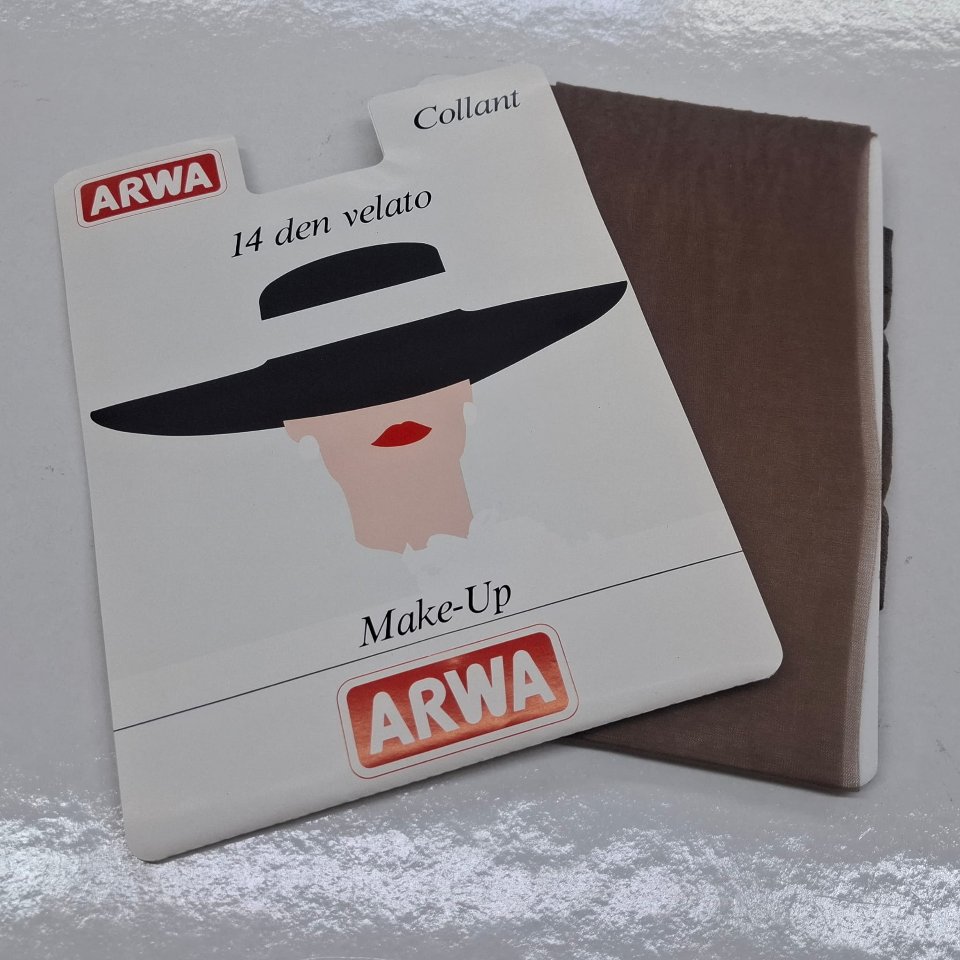 Collant
ARWA
14 den velato
Make-Up
ARWA